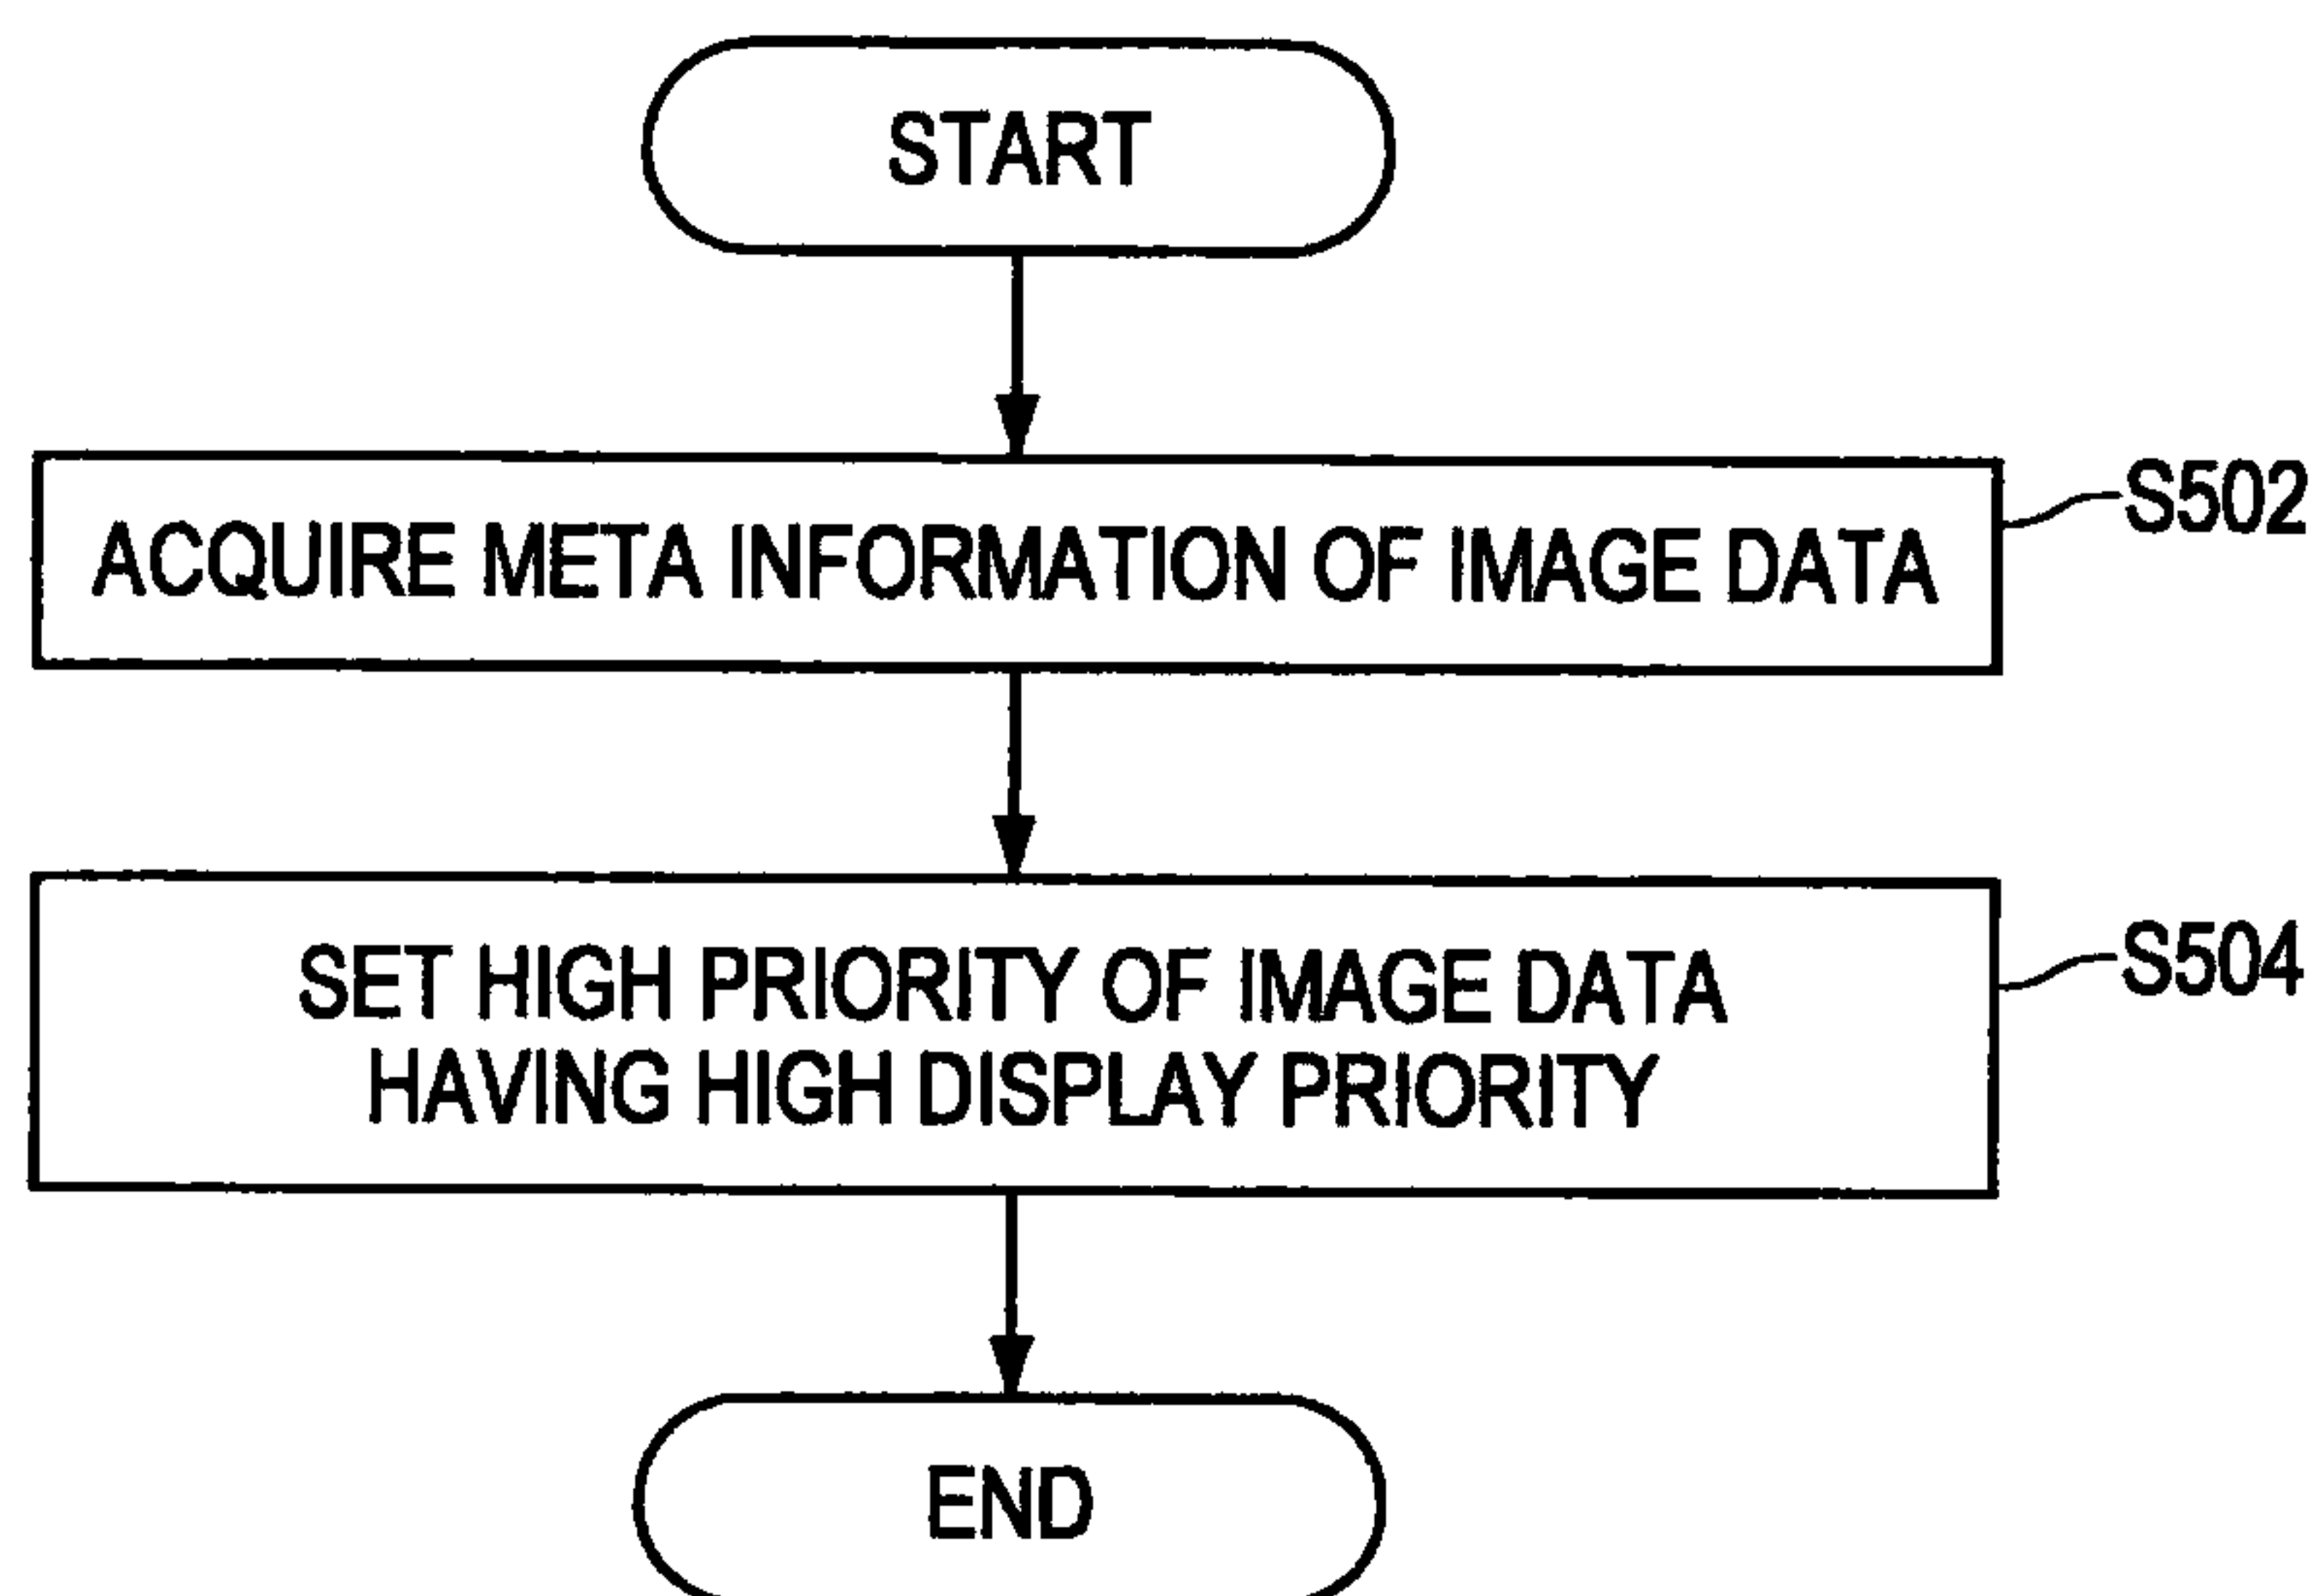 START
ACQUIRE META INFORMATION OF IMAGE DATA
S502
SET HIGH PRIORITY OF IMAGE DATA
HAVING HIGH DISPLAY PRIORITY
S504
END